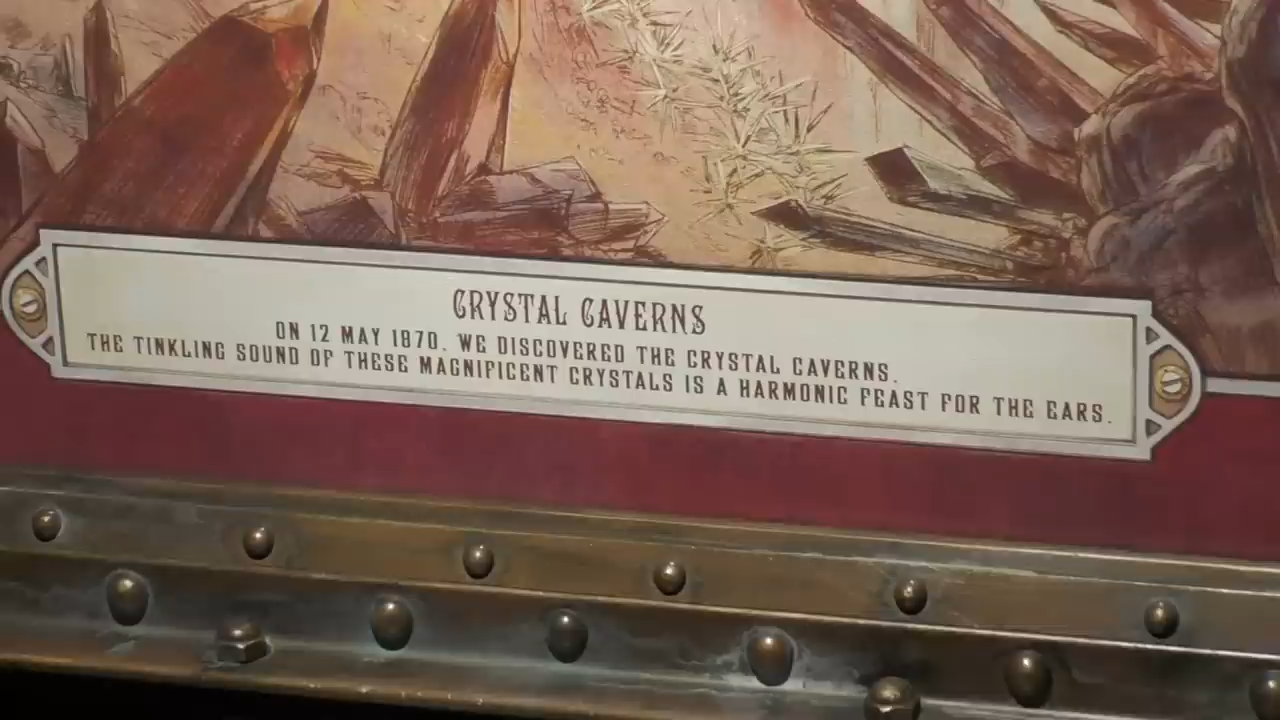 CRYSTAL CAVERNS
ON 12 MAY 1870, WE DISCOVERED THE CRYSTAL CAVERNS.
THE TINKLING SOUND OF THESE MAGNIFICENT CRYSTALS IS A HARMONIC FEAST FOR THE EARS.